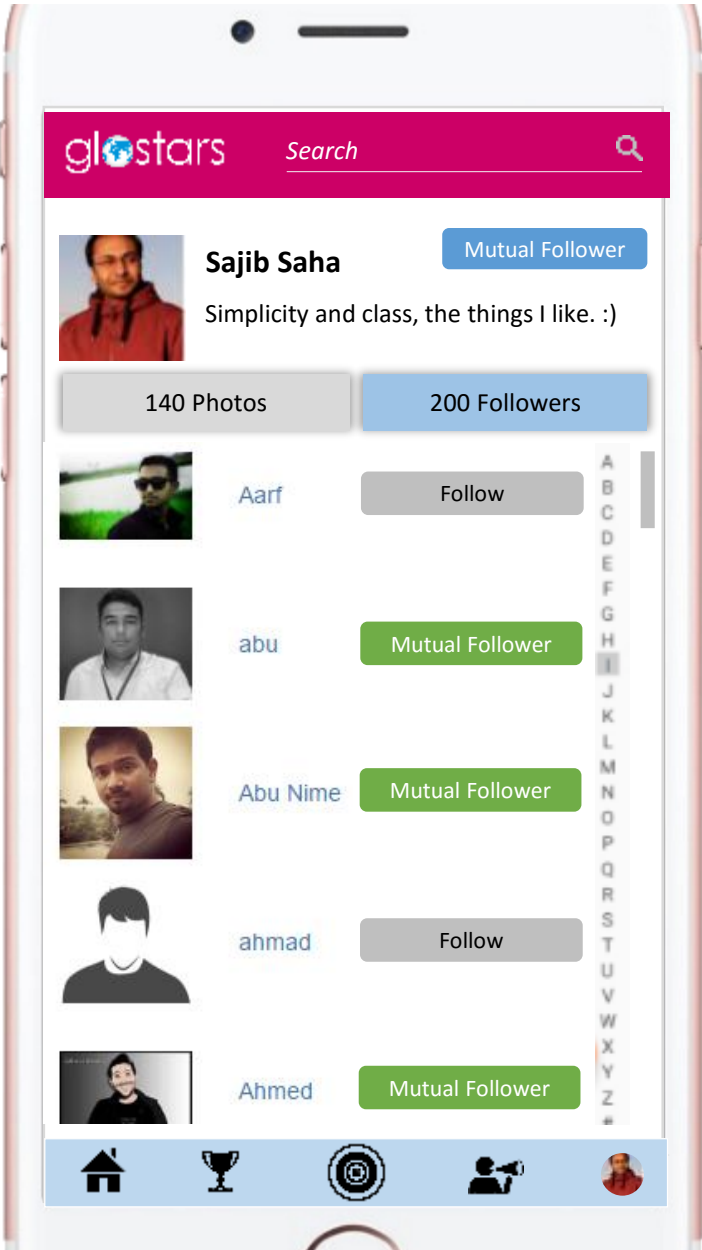 glostars
Search
Mutual Follower
Sajib Saha
Simplicity and class, the things I like. :)
140 Photos
200 Followers
Aarf
Follow
abu
Mutual Follower
Abu Nime
Mutual Follower
ahmad
Follow
Ahmed
Mutual Follower
A
B
C
D
E
F
G
H
I
J
K
L
M
N
O
P
Q
R
S
T
U
V
W
X
Y
Z
#